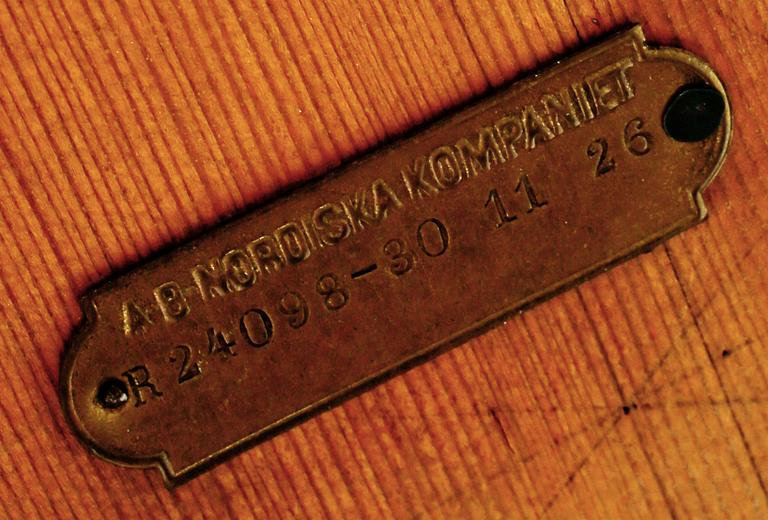 A-B-NORDISKA KOMPANIET
R 24098-30 11 26